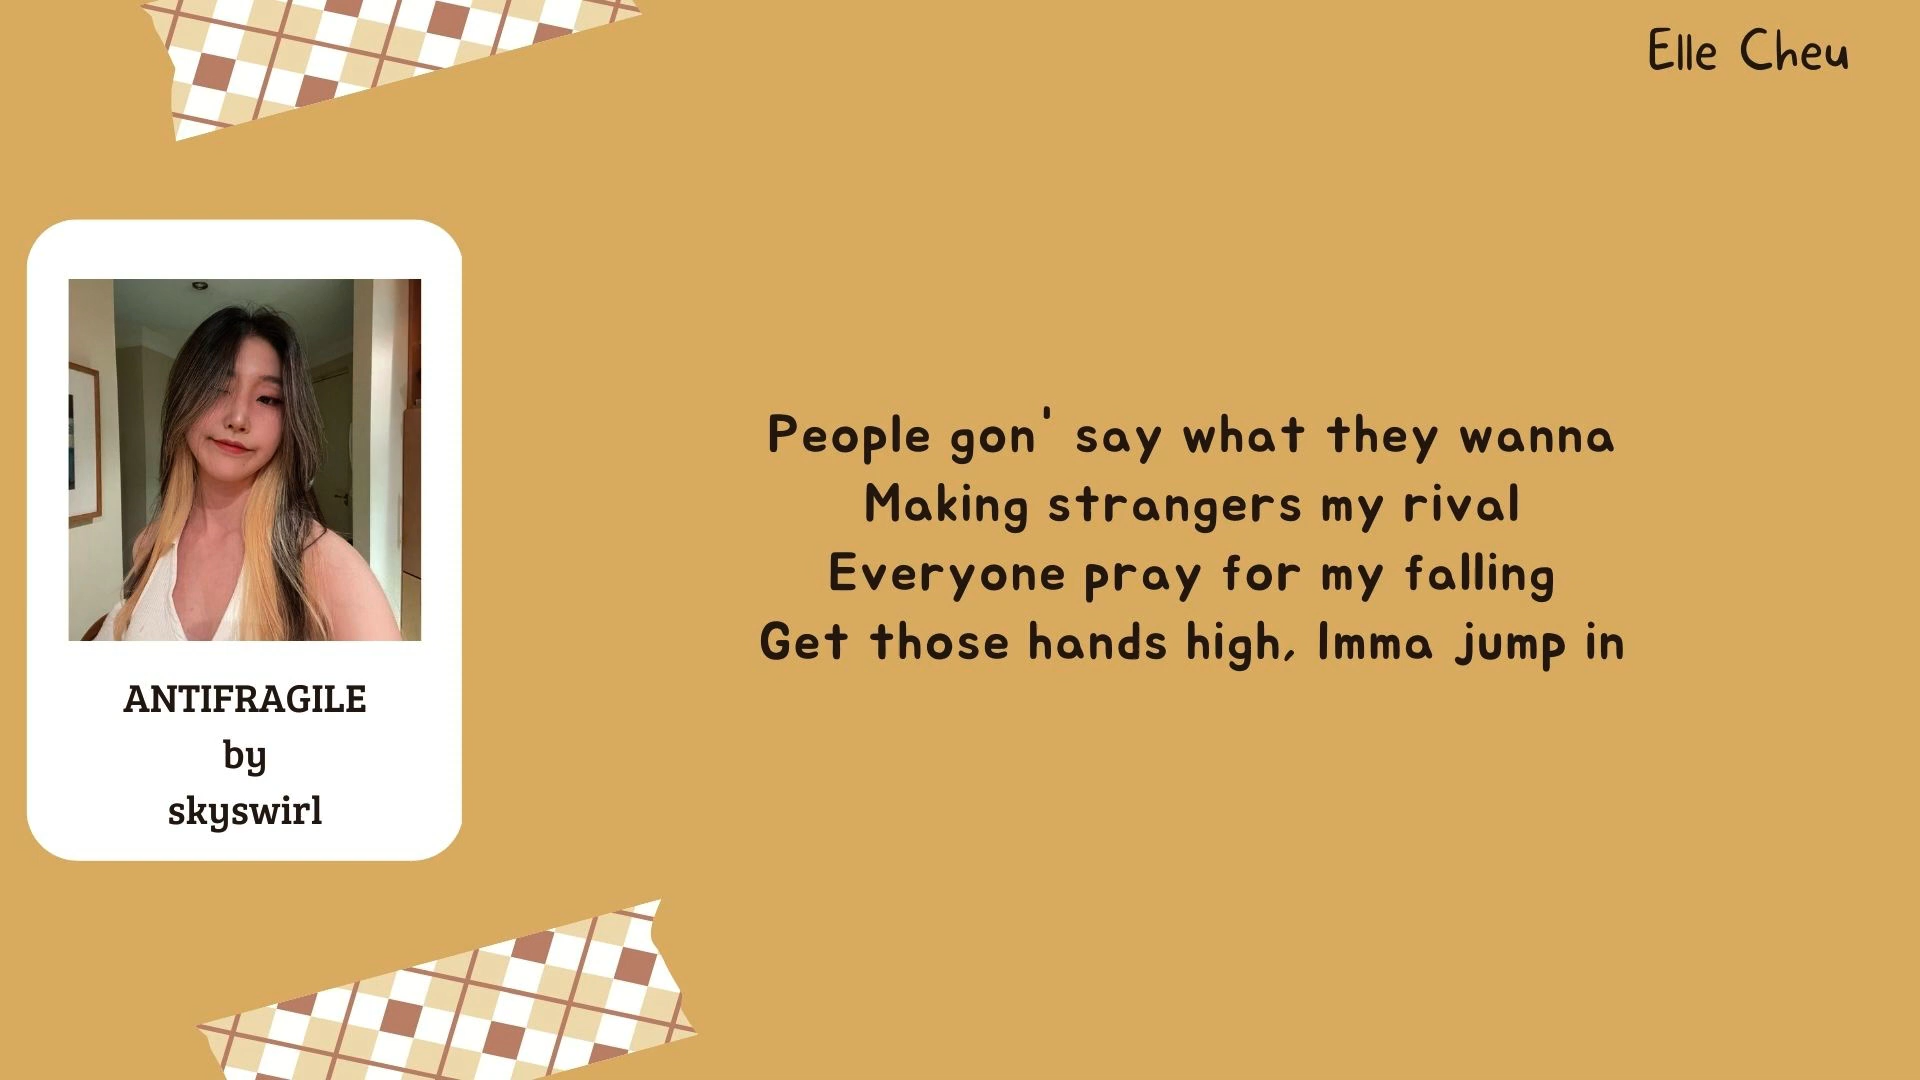 Elle Cheu
People gon' say what they wanna
Making strangers my rival
Everyone pray for my falling
Get those hands high, Imma jump in
ANTIFRAGILE
by
skyswirl